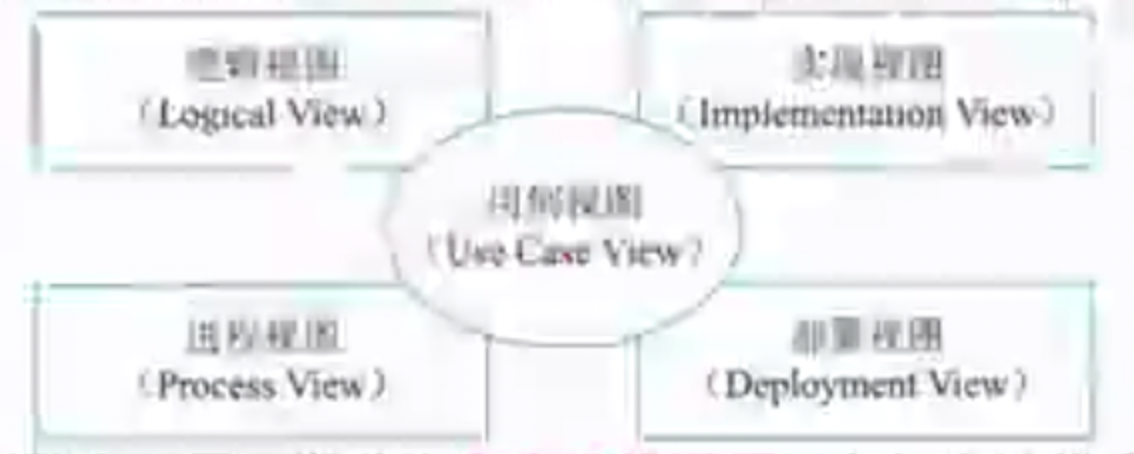 逻辑视图
(Logical View)
实现视图
(Implementation View)
用例视图
(Use Case View)
进程视图
(Process View)
部署视图
(Deployment View)